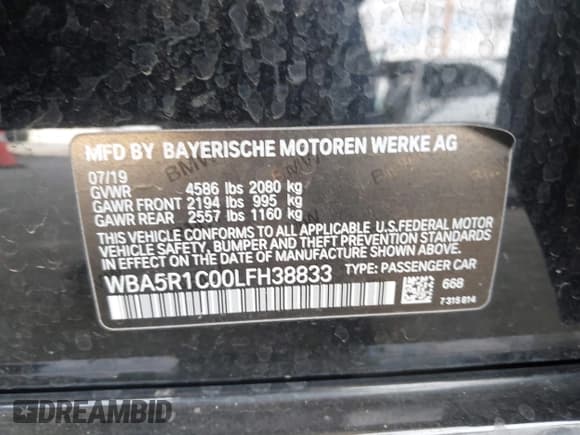 MFD BY BAYERISCHE MOTOREN WERKE AG
07/19
GVWR 4586 lbs 2080 kg
GAWR FRONT 2194 lbs 995 kg
GAWR REAR 2557 lbs 1160 kg
THIS VEHICLE CONFORMS TO ALL APPLICABLE U.S.FEDERAL MOTOR
VEHICLE SAFETY, BUMPER AND THEFT PREVENTION STANDARDS
IN EFFECT ON THE DATE OF MANUFACTURE SHOWN ABOVE.
WBA5R1C00LFH38833 TYPE: PASSENGER CAR
668
7 315 614
DREAMBID